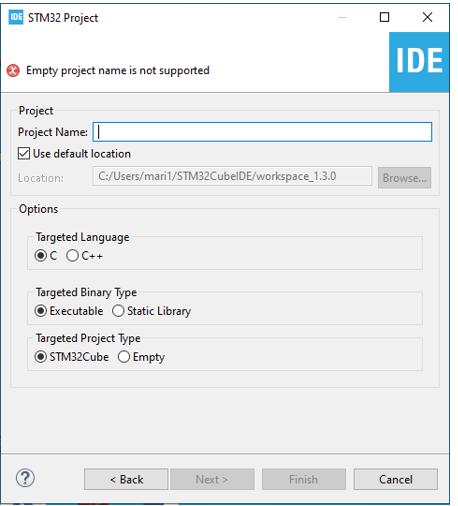 IDE STM32 Project
Empty project name is not supported
IDE
Project
Project Name:
Use default location
Location: C:/Users/mari1/STM32CubeIDE/workspace_1.3.0 Browse...
Options
Targeted Language
C C++
Targeted Binary Type
Executable Static Library
Targeted Project Type
STM32Cube Empty
? < Back Next > Finish Cancel